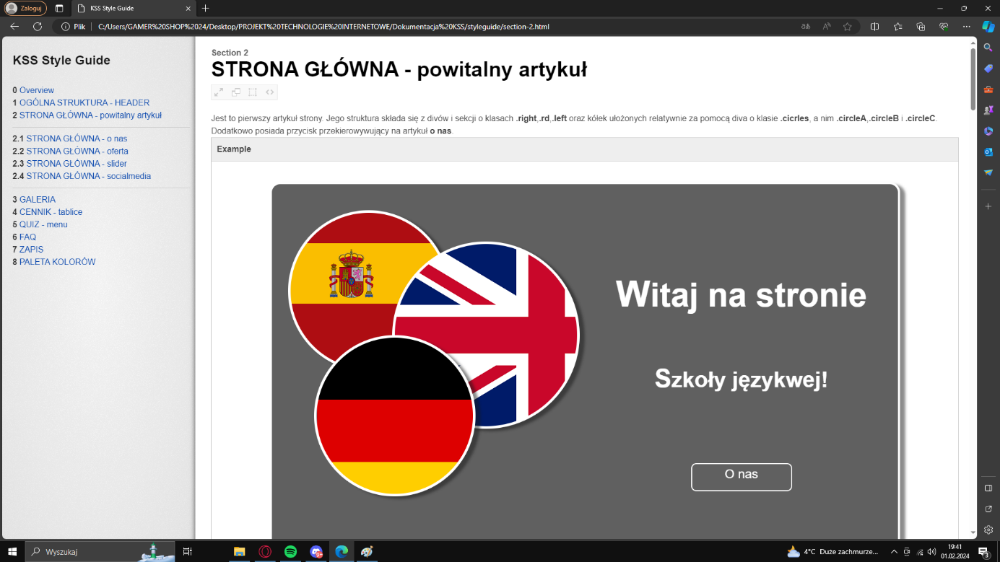 Zaloguj
KSS Style Guide
Plik
C:/Users/GAMER%20SHOP%202024/Desktop/PROJEKT%20TECHNOLOGIE%20INTERNETOWE/Dokumentacja%20KSS/styleguide/section-2.html
KSS Style Guide
0 Overview
1 OGÓLNA STRUKTURA - HEADER
2 STRONA GŁÓWNA - powitalny artykuł
2.1 STRONA GŁÓWNA - o nas
2.2 STRONA GŁÓWNA - oferta
2.3 STRONA GŁÓWNA - slider
2.4 STRONA GŁÓWNA - socialmedia
3 GALERIA
4 CENNIK - tablice
5 QUIZ - menu
6 FAQ
7 ZAPIS
8 PALETA KOLORÓW
Section 2
STRONA GŁÓWNA - powitalny artykuł
Jest to pierwszy artykuł strony. Jego struktura składa się z divów i sekcji o klasach .right,.rd,.left oraz kółek ułożonych relatywnie za pomocą diva o klasie .cicrles, a nim .circleA,.circleB i .circleC.
Dodatkowo posiada przycisk przekierowywujący na artykuł o nas.
Example
Witaj na stronie
Szkoły językwej!
O nas
Wyszukaj
4°C Duże zachmurze...
19:41
01.02.2024
3